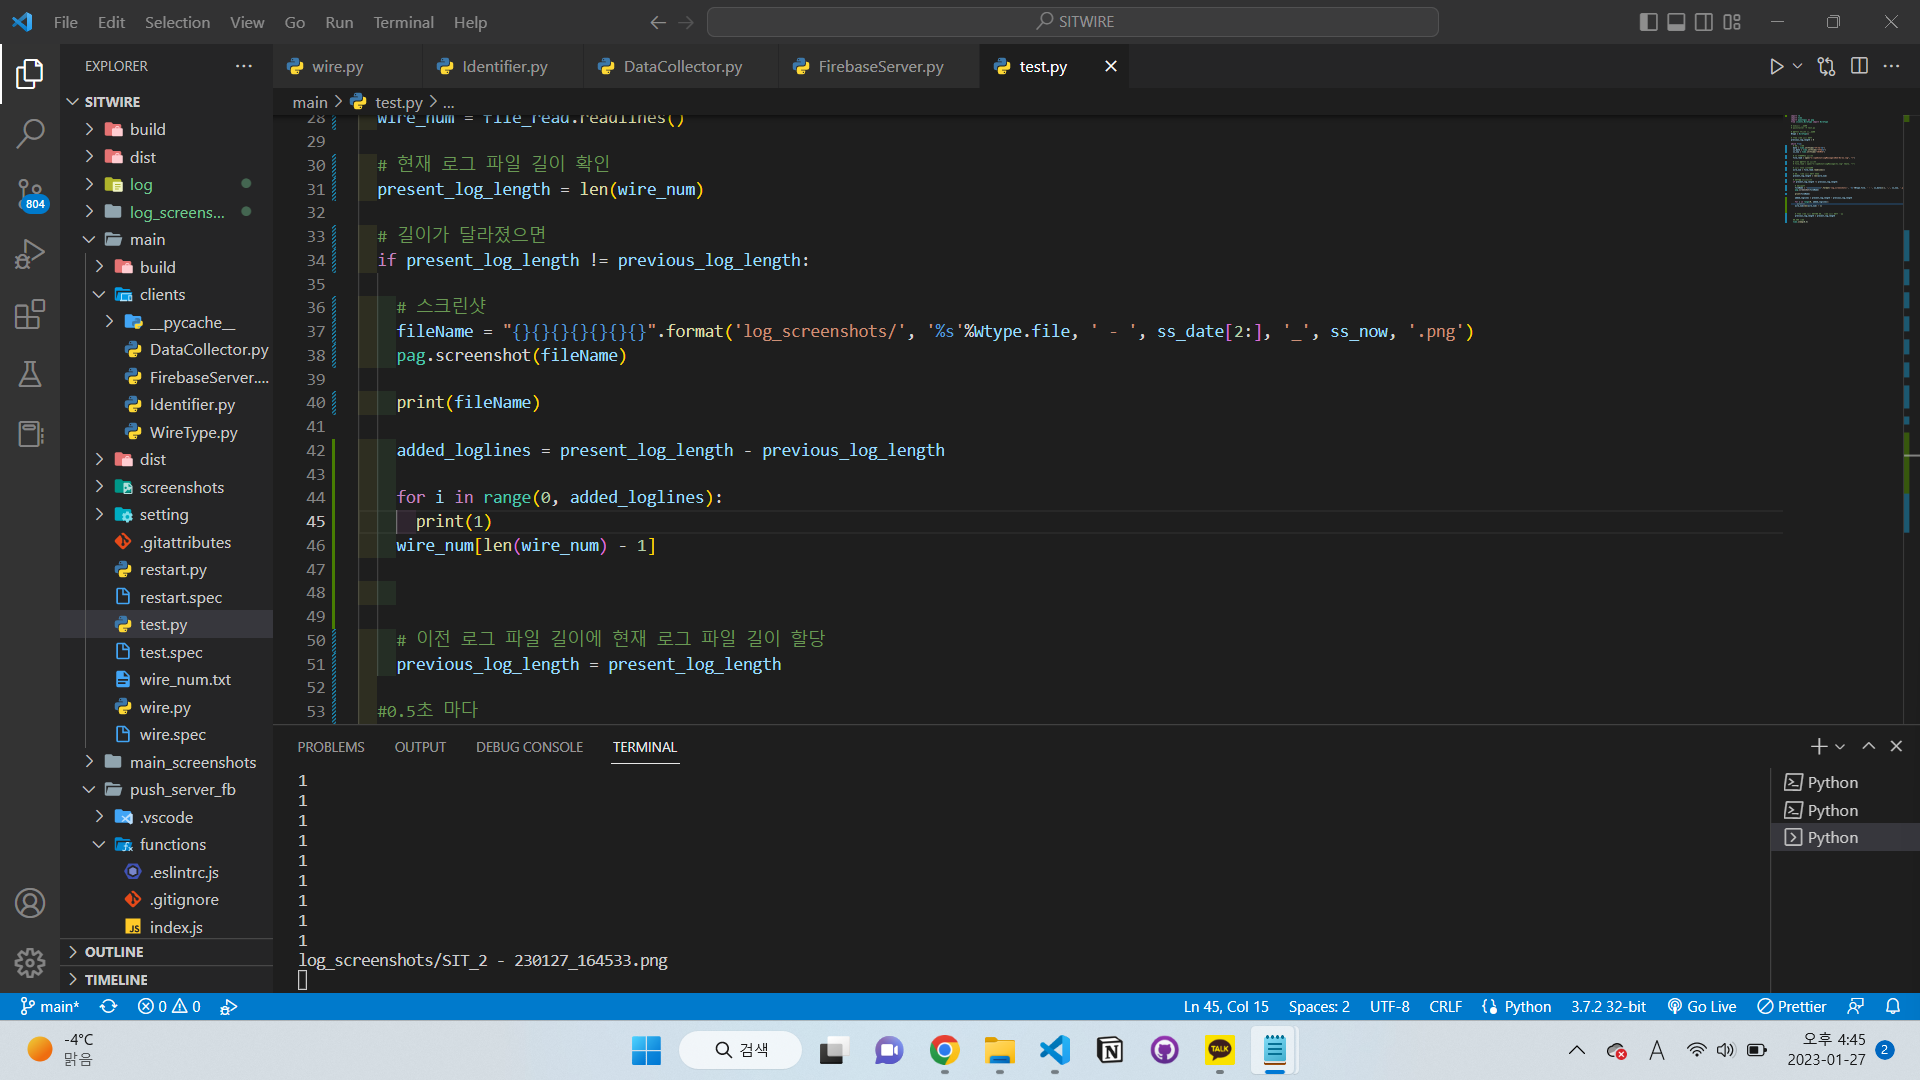 File Edit Selection View Go Run Terminal Help
SITWIRE
EXPLORER
wire.py
Identifier.py
DataCollector.py
FirebaseServer.py
test.py
main > test.py > ...
SITWIRE
build
dist
log
log_screens...
main
build
clients
__pycache__
DataCollector.py
FirebaseServer....
Identifier.py
WireType.py
dist
screenshots
setting
.gitattributes
restart.py
restart.spec
test.py
test.spec
wire_num.txt
wire.py
wire.spec
main_screenshots
push_server_fb
.vscode
functions
.eslintrc.js
.gitignore
index.js
OUTLINE
TIMELINE
804
28 wire_num = file_read.readlines()
29
30 # 현재 로그 파일 길이 확인
31 present_log_length = len(wire_num)
32
33 # 길이가 달라졌으면
34 if present_log_length != previous_log_length:
35
36 # 스크린샷
37 fileName = "{}{}{}{}{}{}{}".format('log_screenshots/', '%s'%Wtype.file, ' - ', ss_date[2:], '_', ss_now, '.png')
38 pag.screenshot(fileName)
39
40 print(fileName)
41
42 added_loglines = present_log_length - previous_log_length
43
44 for i in range(0, added_loglines):
45 print(1)
46 wire_num[len(wire_num) - 1]
47
48
49
50 # 이전 로그 파일 길이에 현재 로그 파일 길이 할당
51 previous_log_length = present_log_length
52
53 #0.5초 마다
PROBLEMS OUTPUT DEBUG CONSOLE TERMINAL
1
1
1
1
1
1
1
1
1
log_screenshots/SIT_2 - 230127_164533.png
Python
Python
Python
main* 0 0
Ln 45, Col 15 Spaces: 2 UTF-8 CRLF Python 3.7.2 32-bit Go Live Prettier
-4°C
맑음
검색
TALK
A
오후 4:45
2023-01-27
2